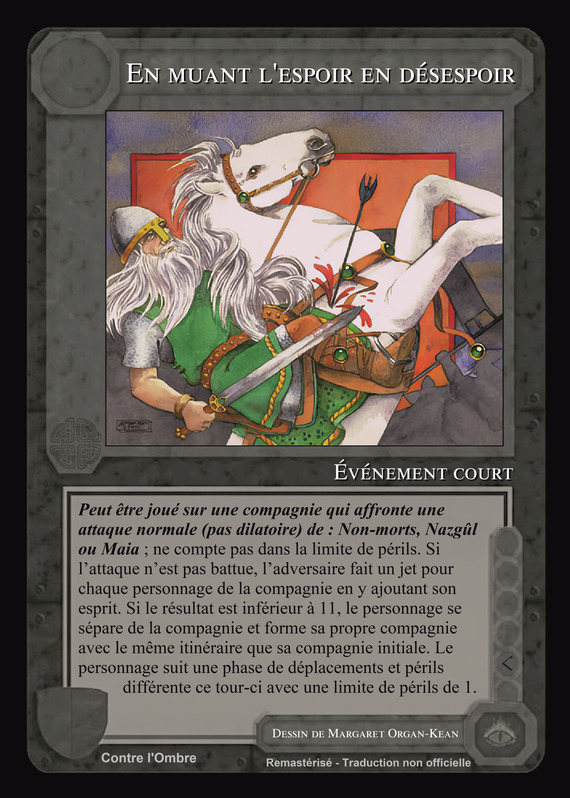 En muant l'espoir en désespoir
Événement court
Peut être joué sur une compagnie qui affronte une
attaque normale (pas dilatoire) de : Non-morts, Nazgûl
ou Maia ; ne compte pas dans la limite de périls. Si
l'attaque n'est pas battue, l'adversaire fait un jet pour
chaque personnage de la compagnie en y ajoutant son
esprit. Si le résultat est inférieur à 11, le personnage se
sépare de la compagnie et forme sa propre compagnie
avec le même itinéraire que sa compagnie initiale. Le
personnage suit une phase de déplacements et périls
différente ce tour-ci avec une limite de périls de 1.
Dessin de Margaret Organ-Kean
Contre l'Ombre
Remastérisé - Traduction non officielle